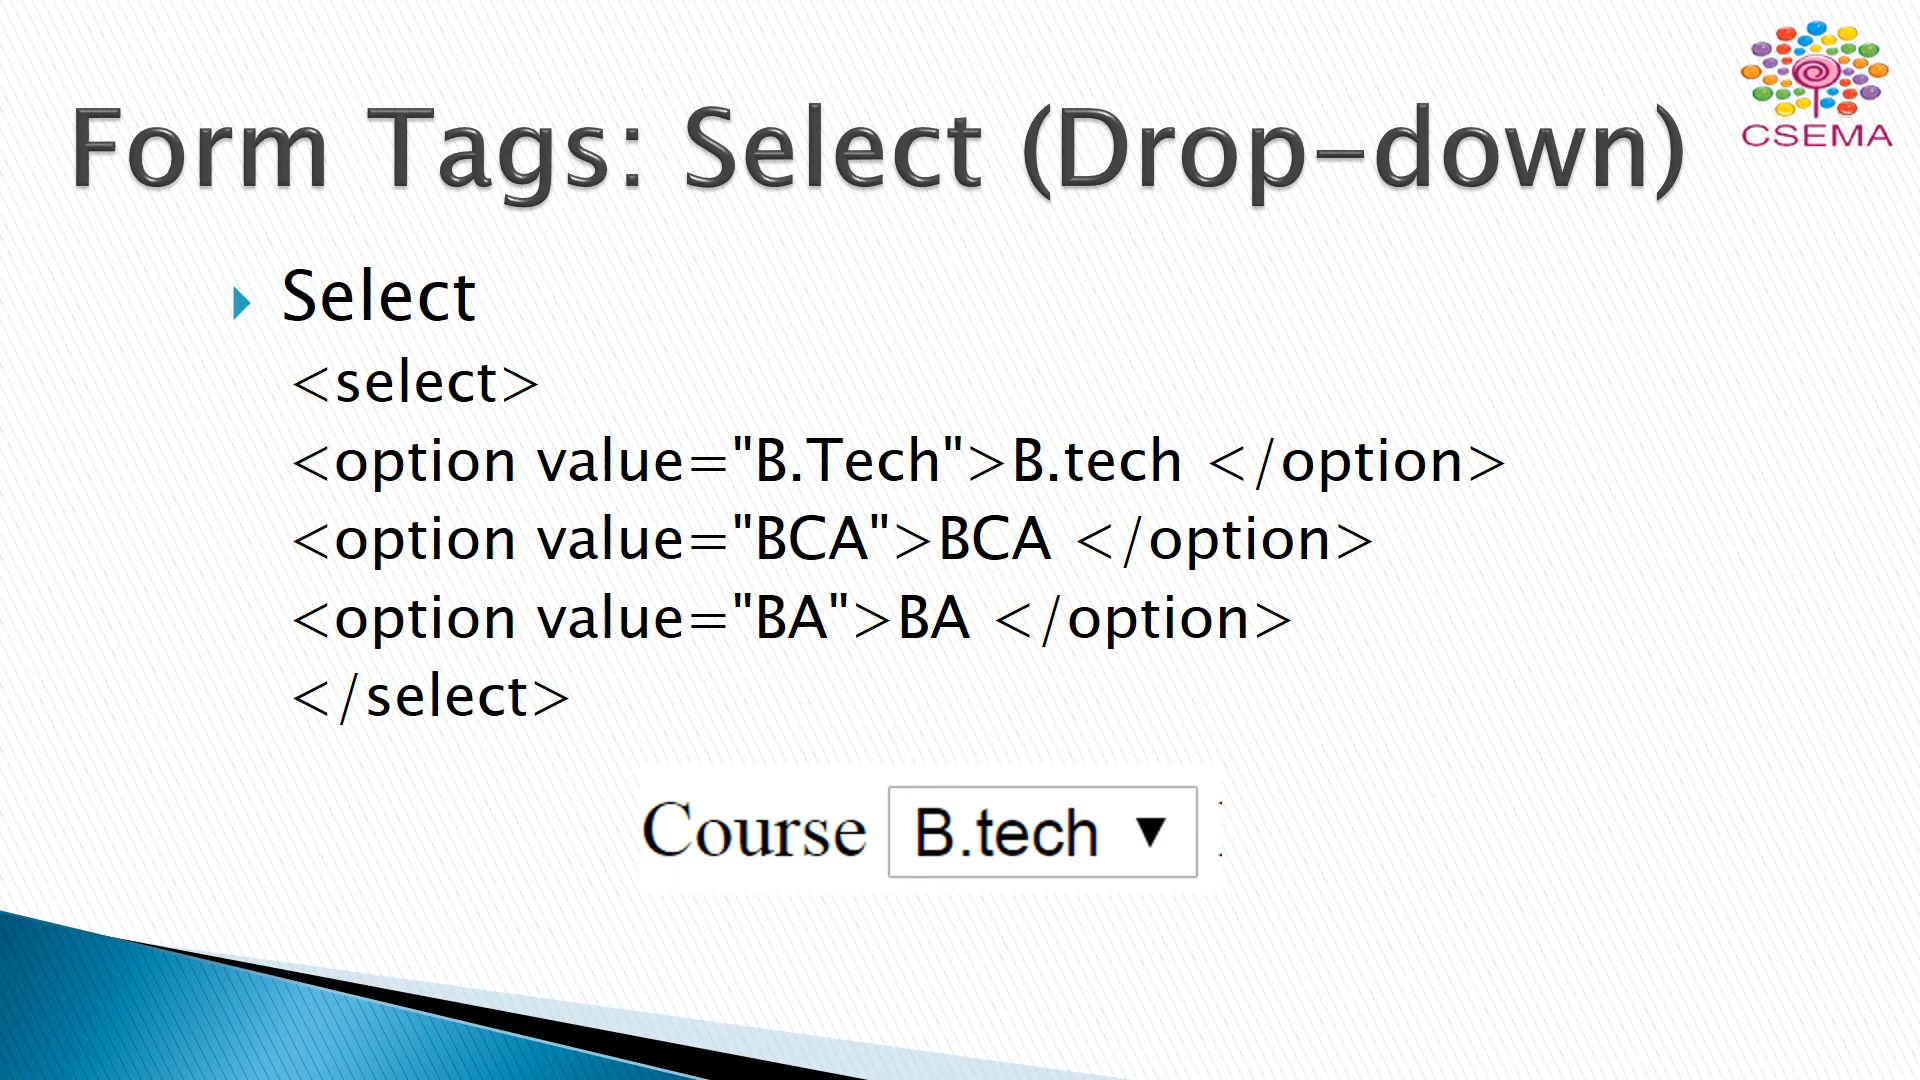 CSEMA
Form Tags: Select (Drop-down)
Select
<select>
<option value="B.Tech">B.tech </option>
<option value="BCA">BCA </option>
<option value="BA">BA </option>
</select>
Course B.tech